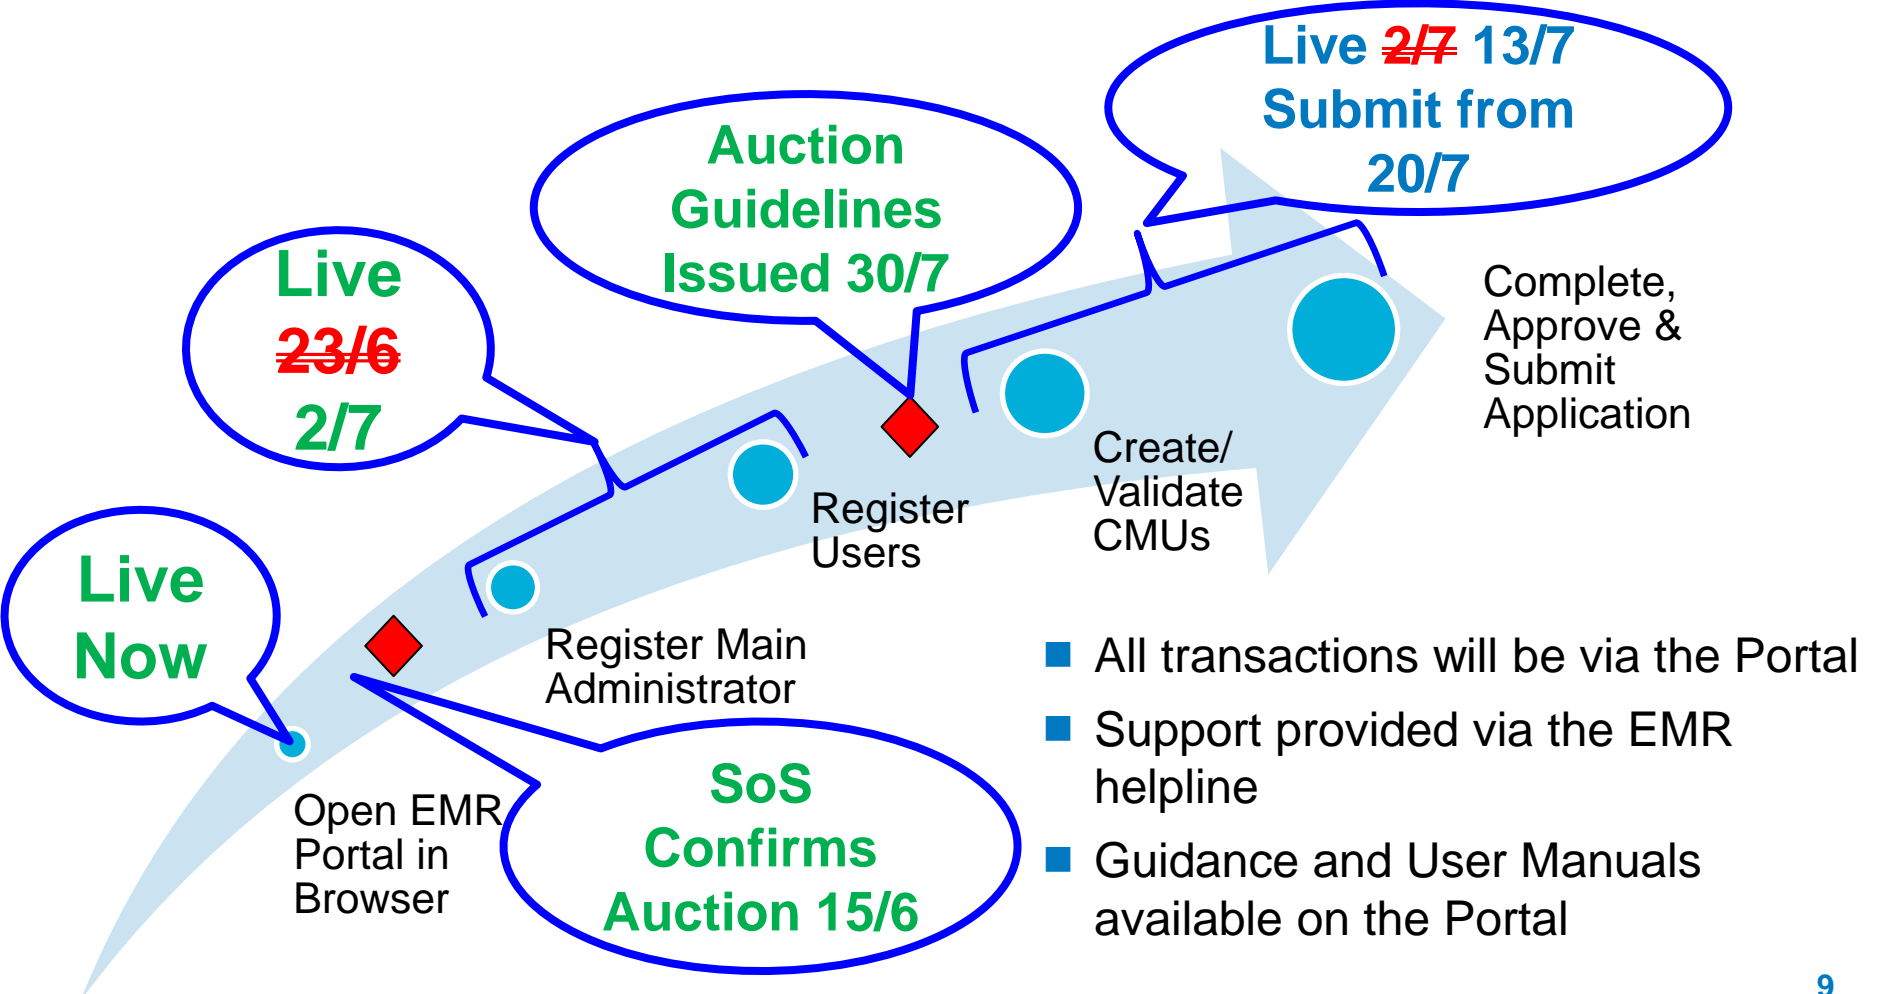 Live 2/7 13/7
Submit from
20/7
Auction
Guidelines
Issued 30/7
Live
23/6
2/7
Live
Now
SoS
Confirms
Auction 15/6
Open EMR
Portal in
Browser
Register Main
Administrator
Register
Users
Create/
Validate
CMUs
Complete,
Approve &
Submit
Application
All transactions will be via the Portal
Support provided via the EMR
helpline
Guidance and User Manuals
available on the Portal
9